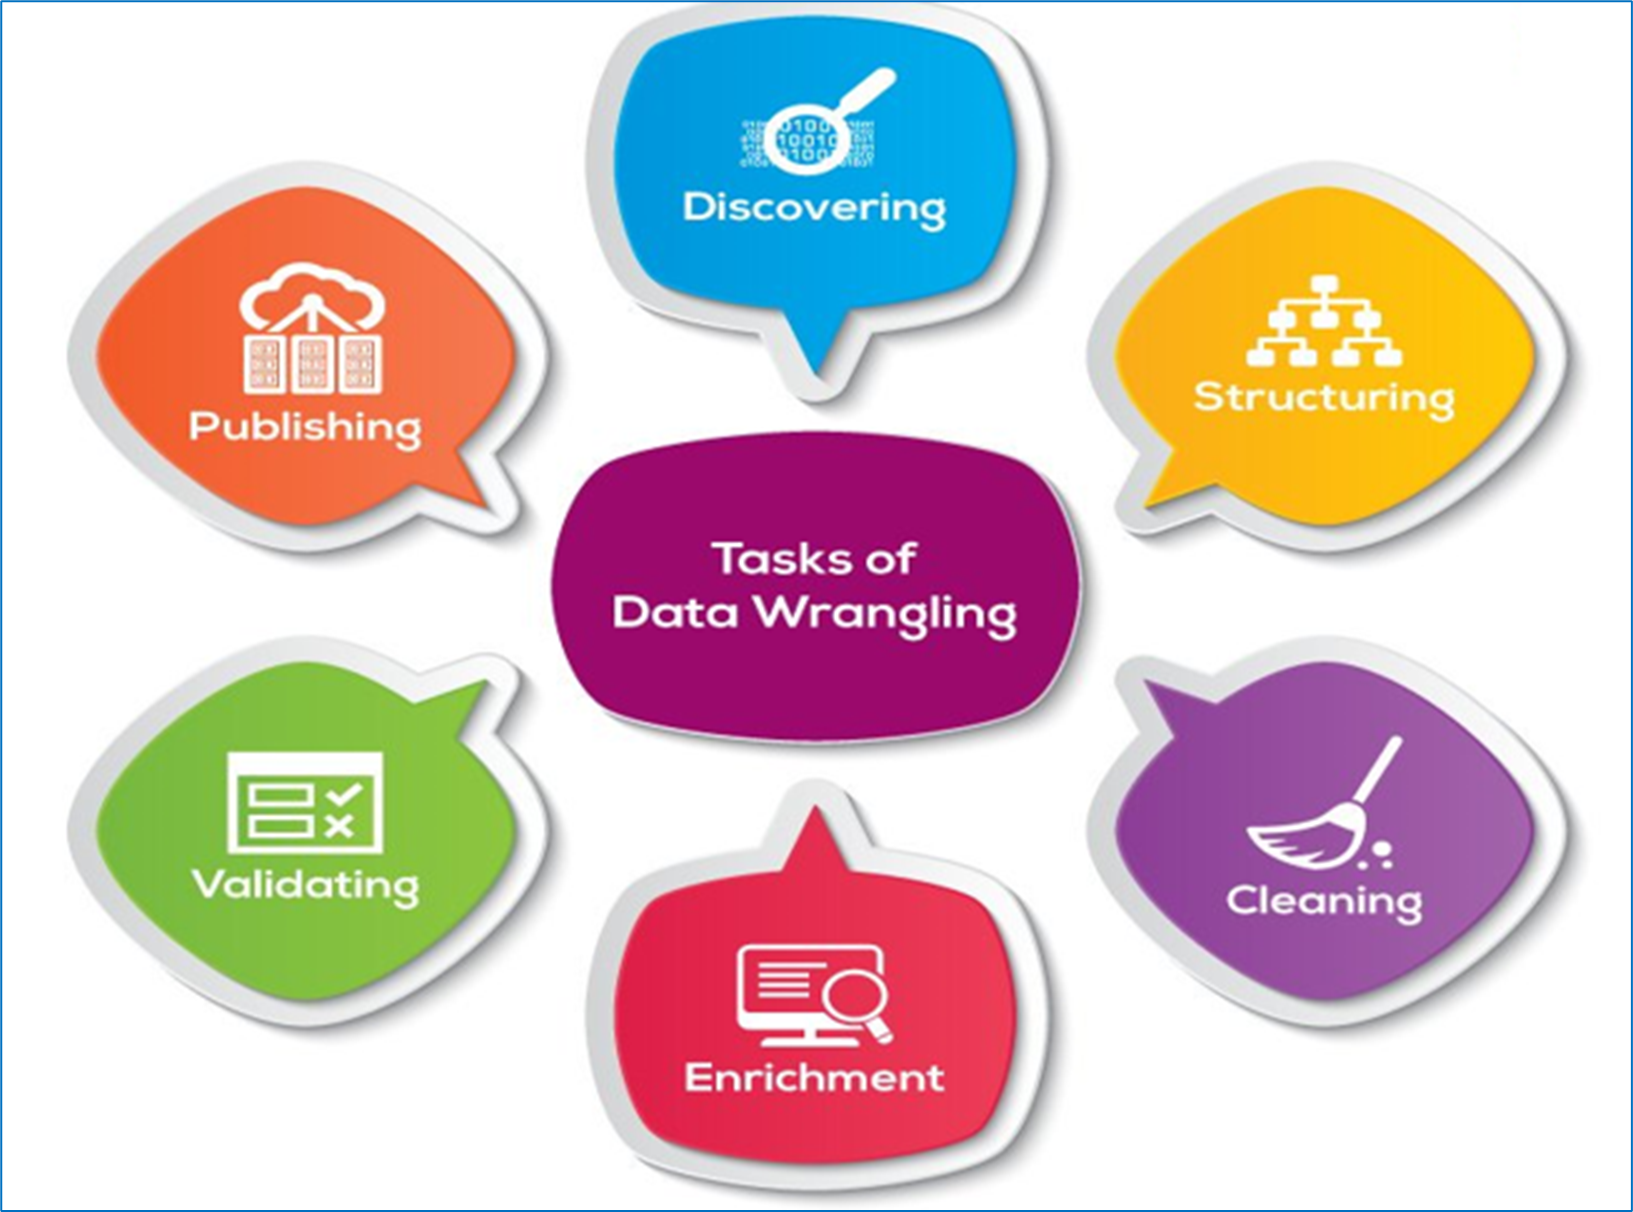 Discovering
Structuring
Publishing
Tasks of
Data Wrangling
Validating
Cleaning
Enrichment